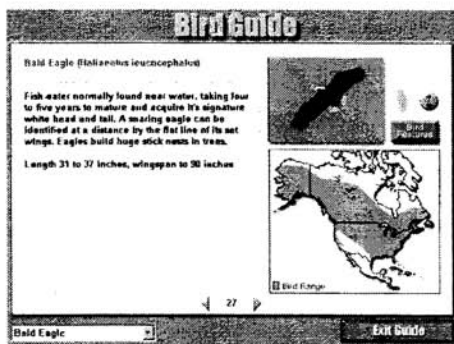 Bird Guide
Bald Eagle (Haliaeetus leucocephalus)
Fish-eater normally found near water, taking four
to five years to mature and acquire it's signature
white head and tail. A soaring eagle can be
identified at a distance by the flat line of its set
wings. Eagles build huge stick nests in trees.
Length 31 to 37 inches, wingspan to 90 inches
Bird
Featured
Bird Range
27
Bald Eagle
Exit Guide